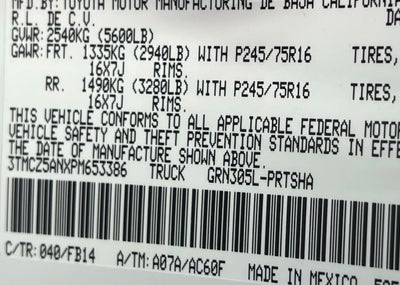 MFD.BY:TOYOTA MOTOR MANUFACTURING DE BAJA CALIFORNIA
R.L. DE C.V. DA
GVWR: 2540KG (5600LB)
GAWR: FRT. 1335KG (2940LB) WITH P245/75R16 TIRES,
16X7J RIMS.
RR. 1490KG (3280LB) WITH P245/75R16 TIRES,
16X7J RIMS.
THIS VEHICLE CONFORMS TO ALL APPLICABLE FEDERAL MOTOR
VEHICLE SAFETY AND THEFT PREVENTION STANDARDS IN EFFE
THE DATE OF MANUFACTURE SHOWN ABOVE.
3TMCZ5ANXPM653386 TRUCK GRN305L-PRTSHA
C/TR: 040/FB14 A/TM: A07A/AC60F MADE IN MEXICO